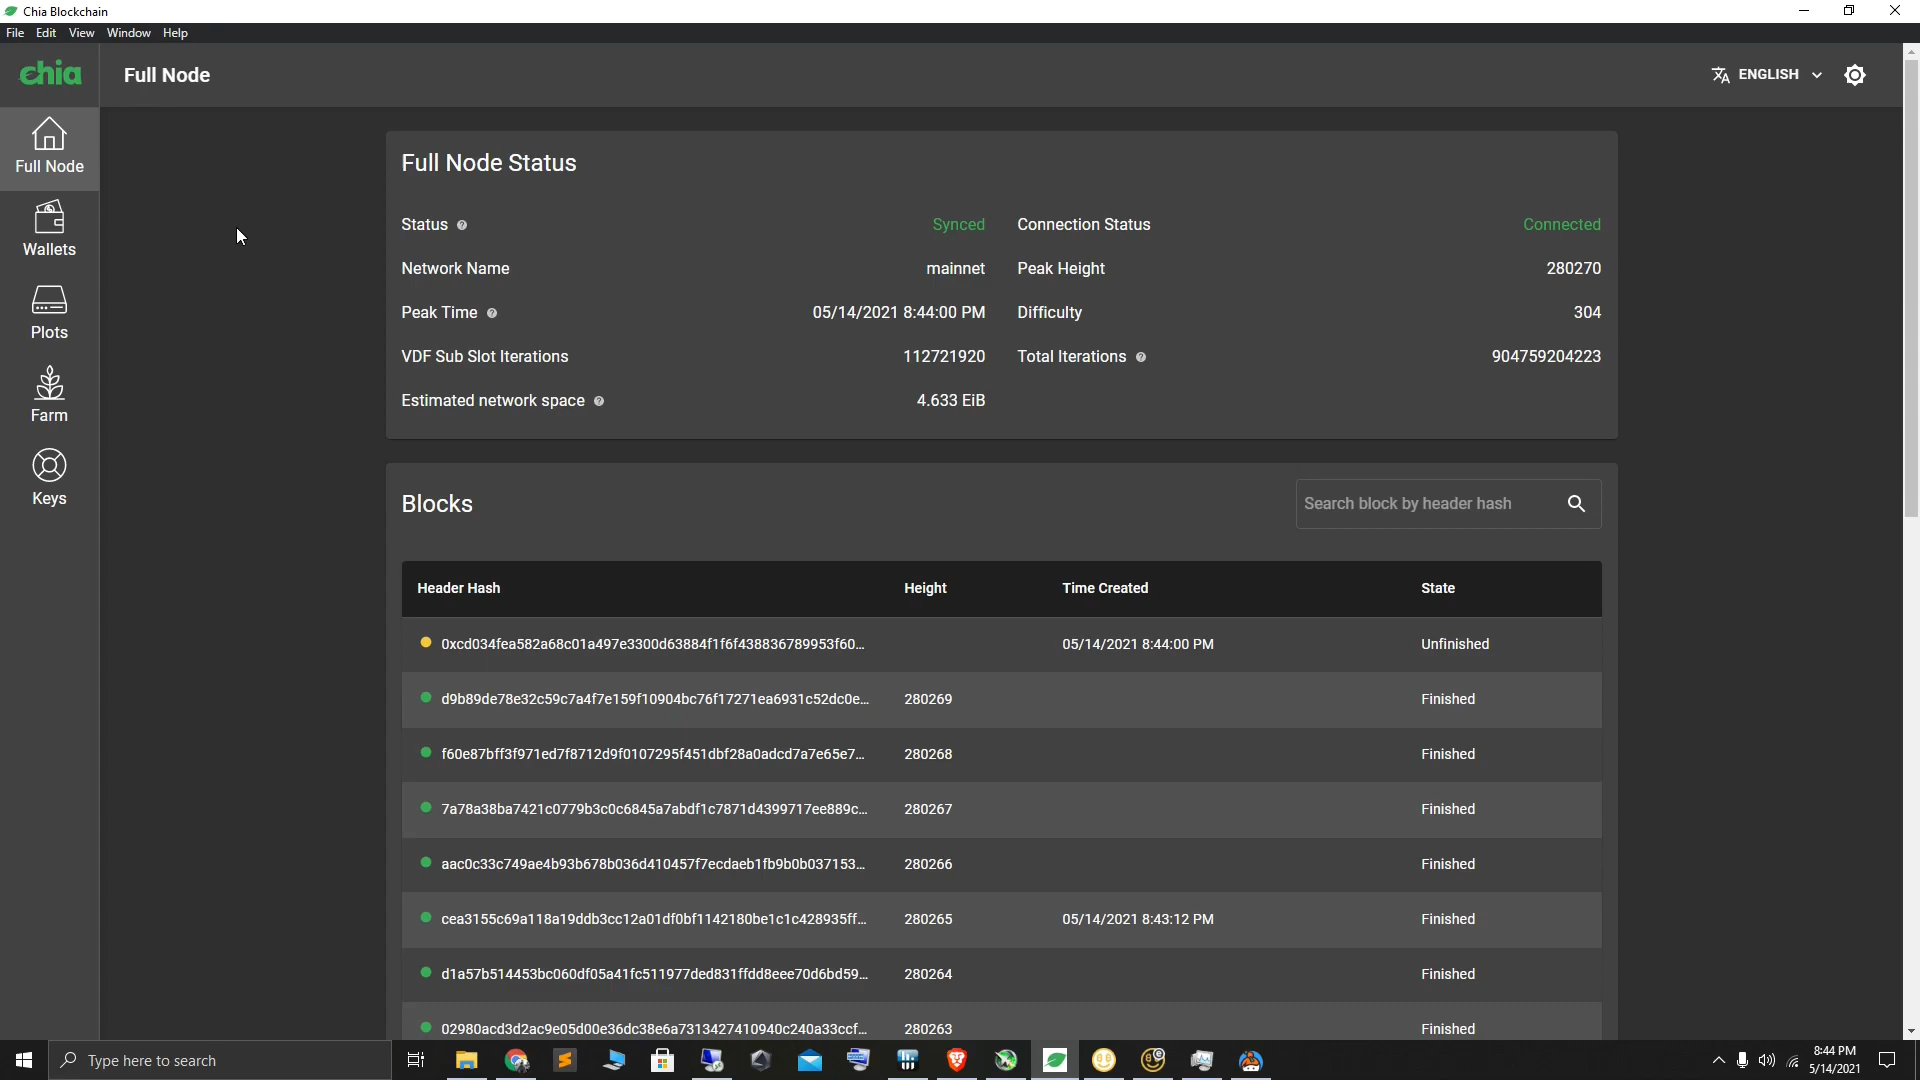 Chia Blockchain
File Edit View Window Help
chia Full Node ENGLISH
Full Node
Wallets
Plots
Farm
Keys
Full Node Status
Status Synced Connection Status Connected
Network Name mainnet Peak Height 280270
Peak Time 05/14/2021 8:44:00 PM Difficulty 304
VDF Sub Slot Iterations 112721920 Total Iterations 904759204223
Estimated network space 4.633 EiB
Blocks Search block by header hash
Header Hash Height Time Created State
0xcd034fea582a68c01a497e3300d63884f1f6f438836789953f60... 05/14/2021 8:44:00 PM Unfinished
d9b89de78e32c59c7a4f7e159f10904bc76f17271ea6931c52dc0e... 280269 Finished
f60e87bff3f971ed7f8712d9f0107295f451dbf28a0adcd7a7e65e7... 280268 Finished
7a78a38ba7421c0779b3c0c6845a7abdf1c7871d4399717ee889c... 280267 Finished
aac0c33c749ae4b93b678b036d410457f7ecdaeb1fb9b0b037153... 280266 Finished
cea3155c69a118a19ddb3cc12a01df0bf1142180be1c1c428935ff... 280265 05/14/2021 8:43:12 PM Finished
d1a57b514453bc060df05a41fc511977ded831ffdd8eee70d6bd59... 280264 Finished
02980acd3d2ac9e05d00e36dc38e6a7313427410940c240a33ccf... 280263 Finished
Type here to search
8:44 PM
5/14/2021